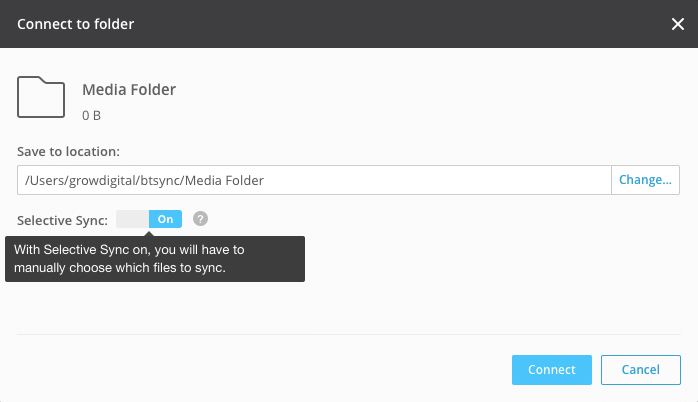 Connect to folder
Media Folder
0 B
Save to location:
/Users/growdigital/btsync/Media Folder
Change...
Selective Sync:
On
?
With Selective Sync on, you will have to
manually choose which files to sync.
Connect
Cancel